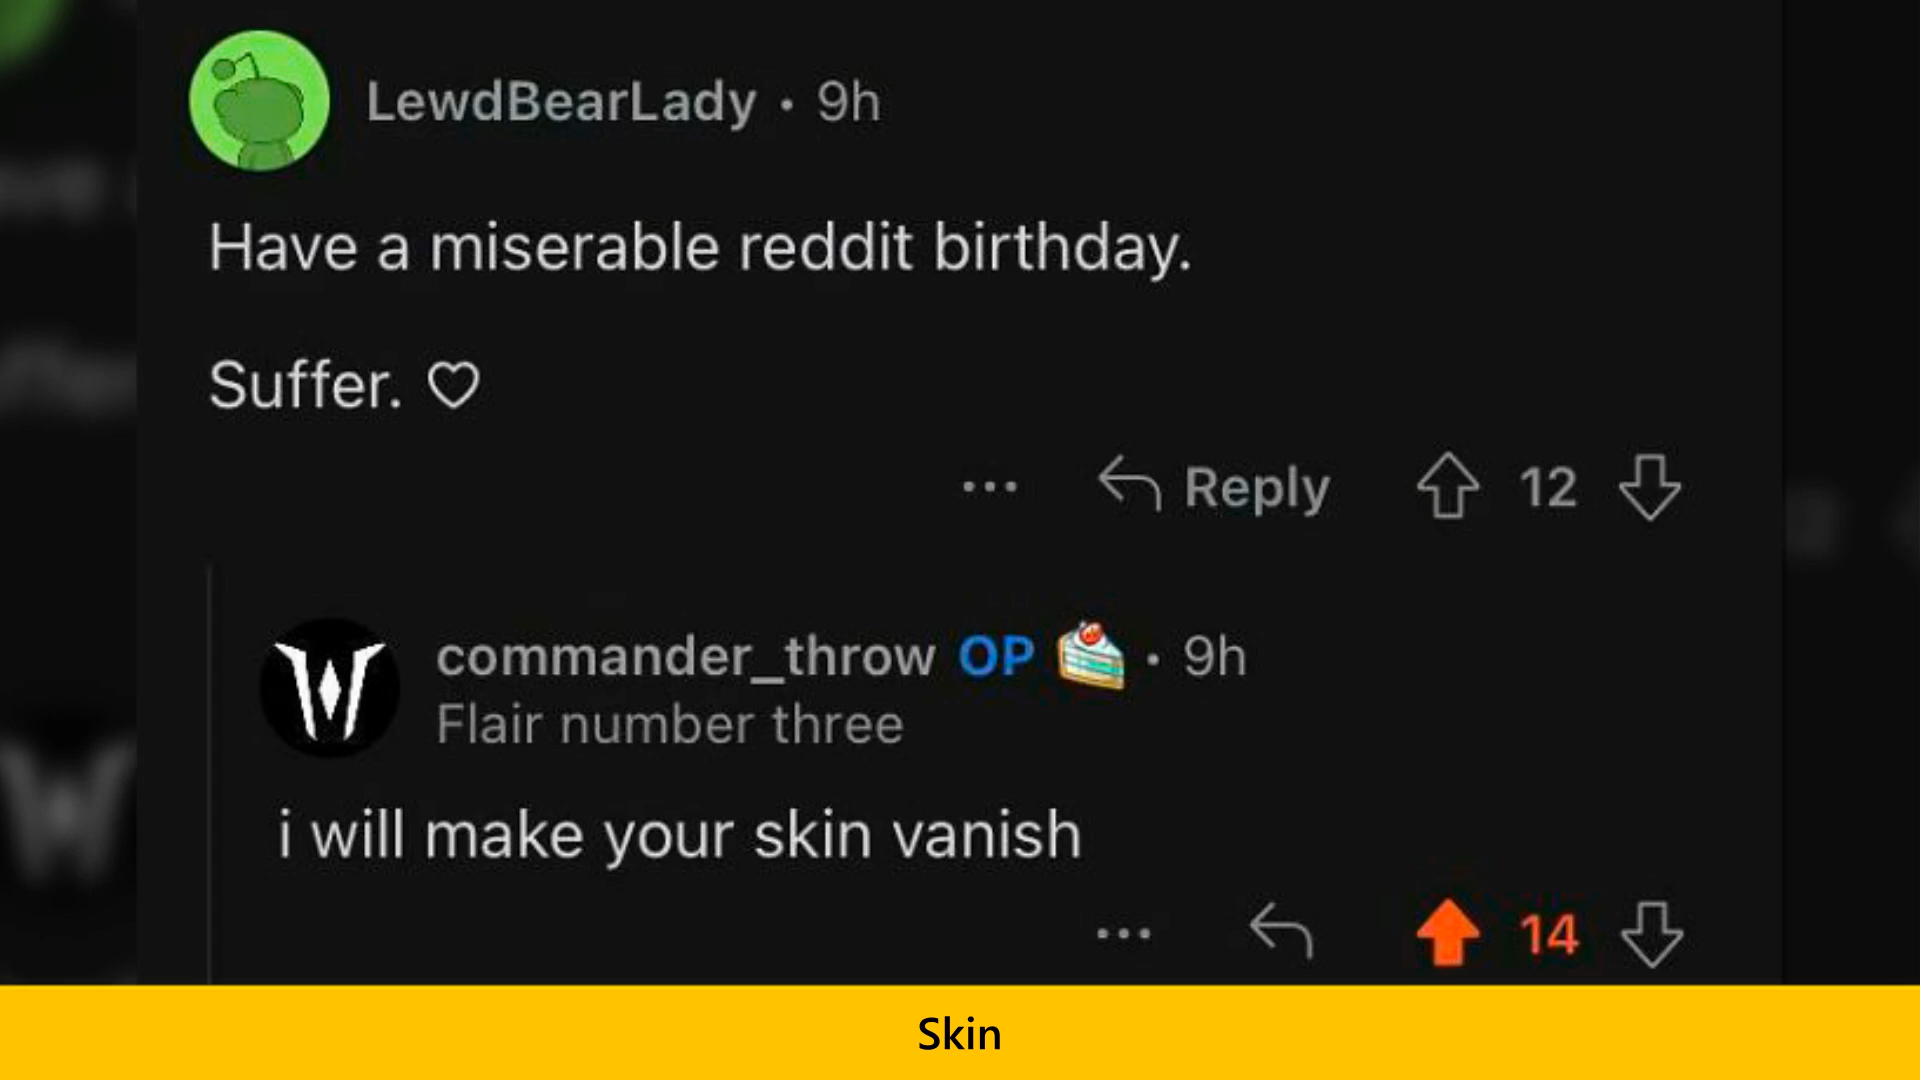 LewdBearLady • 9h
Have a miserable reddit birthday.
Suffer. ♡
... Reply 12
commander_throw OP 🍰 • 9h
Flair number three
i will make your skin vanish
... 14
Skin